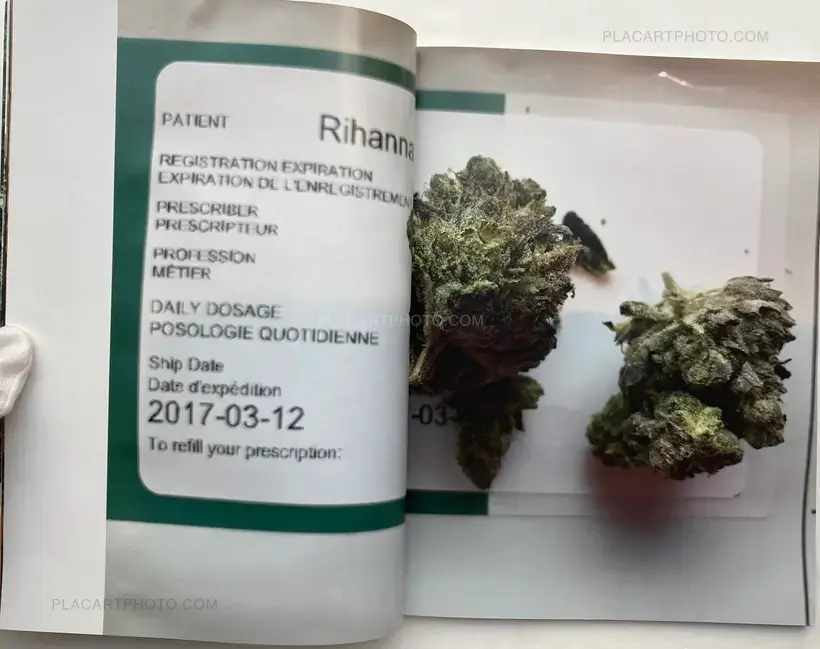 PLACARTPHOTO.COM
PATIENT Rihanna
REGISTRATION EXPIRATION
EXPIRATION DE L'ENREGISTREMEN
PRESCRIBER
PRESCRIPTEUR
PROFESSION
MÉTIER
DAILY DOSAGE
POSOLOGIE QUOTIDIENNE
PLACARTPHOTO.COM
Ship Date
Date d'expédition
2017-03-12
-03-
To refill your prescription:
PLACARTPHOTO.COM